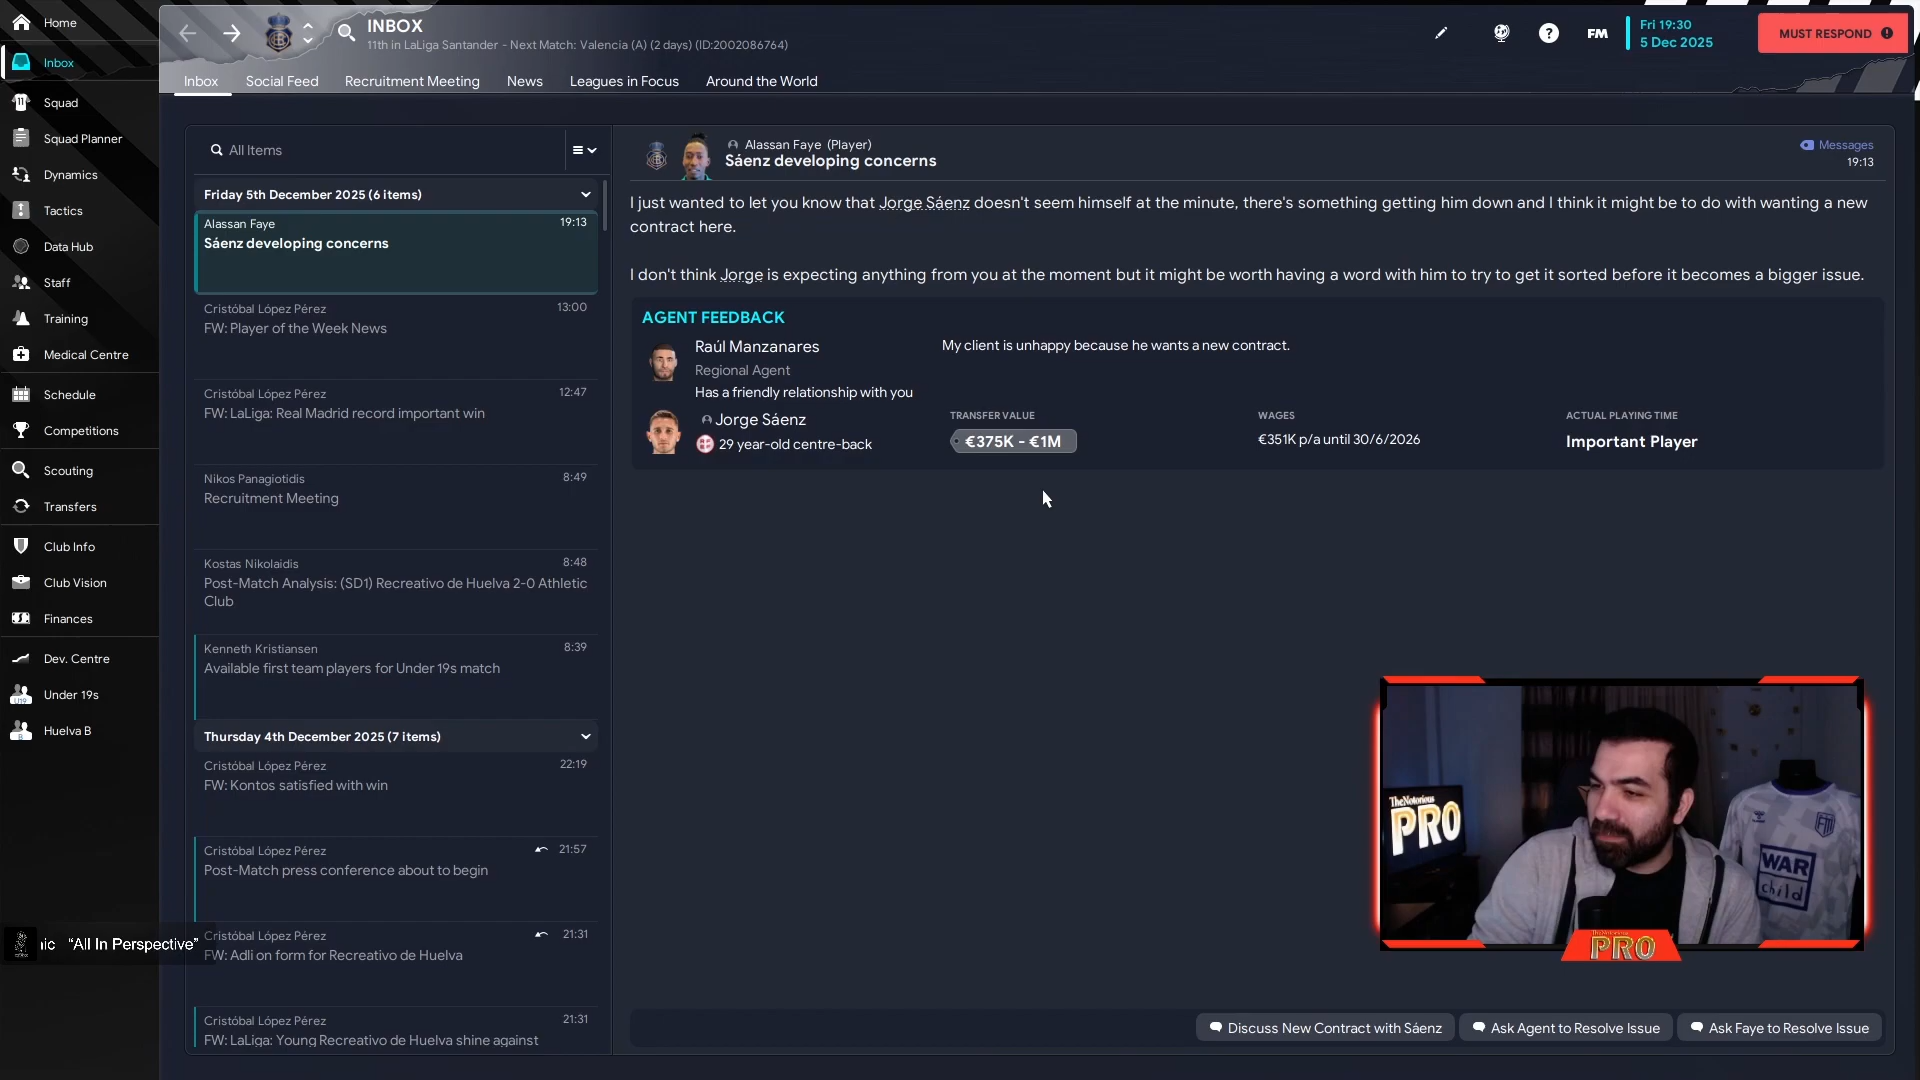 Home
Inbox
Squad
Squad Planner
Dynamics
Tactics
Data Hub
Staff
Training
Medical Centre
Schedule
Competitions
Scouting
Transfers
Club Info
Club Vision
Finances
Dev. Centre
Under 19s
Huelva B
INBOX
11th in LaLiga Santander - Next Match: Valencia (A) (2 days) (ID:2002086764)
FM
Fri 19:30
5 Dec 2025
MUST RESPOND
Inbox Social Feed Recruitment Meeting News Leagues in Focus Around the World
All Items
Friday 5th December 2025 (6 items)
Alassan Faye 19:13
Sáenz developing concerns
Cristóbal López Pérez 13:00
FW: Player of the Week News
Cristóbal López Pérez 12:47
FW: LaLiga: Real Madrid record important win
Nikos Panagiotidis 8:49
Recruitment Meeting
Kostas Nikolaidis 8:48
Post-Match Analysis: (SD1) Recreativo de Huelva 2-0 Athletic
Club
Kenneth Kristiansen 8:39
Available first team players for Under 19s match
Thursday 4th December 2025 (7 items)
Cristóbal López Pérez 22:19
FW: Kontos satisfied with win
Cristóbal López Pérez 21:57
Post-Match press conference about to begin
Cristóbal López Pérez 21:31
FW: Adli on form for Recreativo de Huelva
Cristóbal López Pérez 21:31
FW: LaLiga: Young Recreativo de Huelva shine against
ic "All In Perspective"
Alassan Faye (Player)
Sáenz developing concerns
Messages
19:13
I just wanted to let you know that Jorge Sáenz doesn't seem himself at the minute, there's something getting him down and I think it might be to do with wanting a new
contract here.
I don't think Jorge is expecting anything from you at the moment but it might be worth having a word with him to try to get it sorted before it becomes a bigger issue.
AGENT FEEDBACK
Raúl Manzanares
Regional Agent
Has a friendly relationship with you
My client is unhappy because he wants a new contract.
Jorge Sáenz
29 year-old centre-back
TRANSFER VALUE
€375K - €1M
WAGES
€351K p/a until 30/6/2026
ACTUAL PLAYING TIME
Important Player
TheNotorious
PRO
WAR
child
FM
TheNotorious
PRO
Discuss New Contract with Sáenz
Ask Agent to Resolve Issue
Ask Faye to Resolve Issue